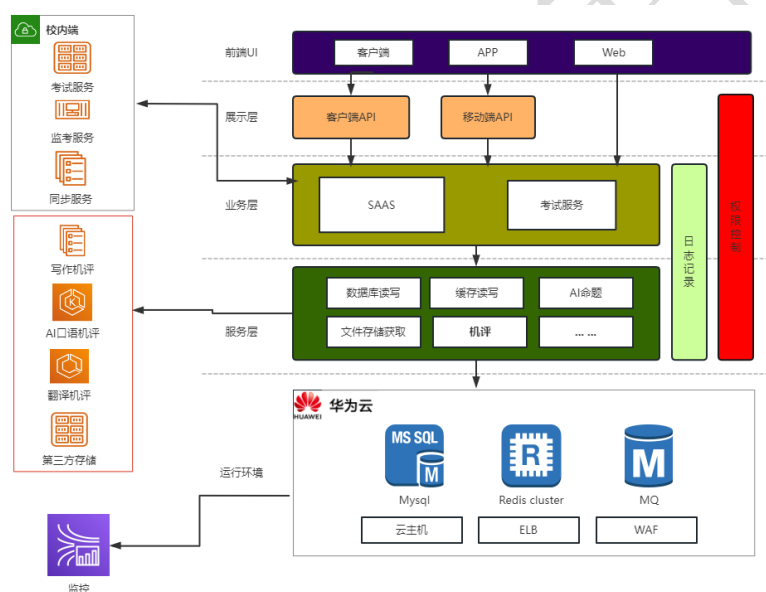 校内端
考试服务
监考服务
同步服务
写作机评
AI口语机评
翻译机评
第三方存储
监控
前端UI
客户端
APP
Web
展示层
客户端API
移动端API
业务层
SAAS
考试服务
服务层
数据库读写
缓存读写
AI命题
文件存储获取
机评
... ...
日志记录
权限控制
运行环境
HUAWEI
华为云
MS SQL
M
R
M
Mysql
Redis cluster
MQ
云主机
ELB
WAF
K